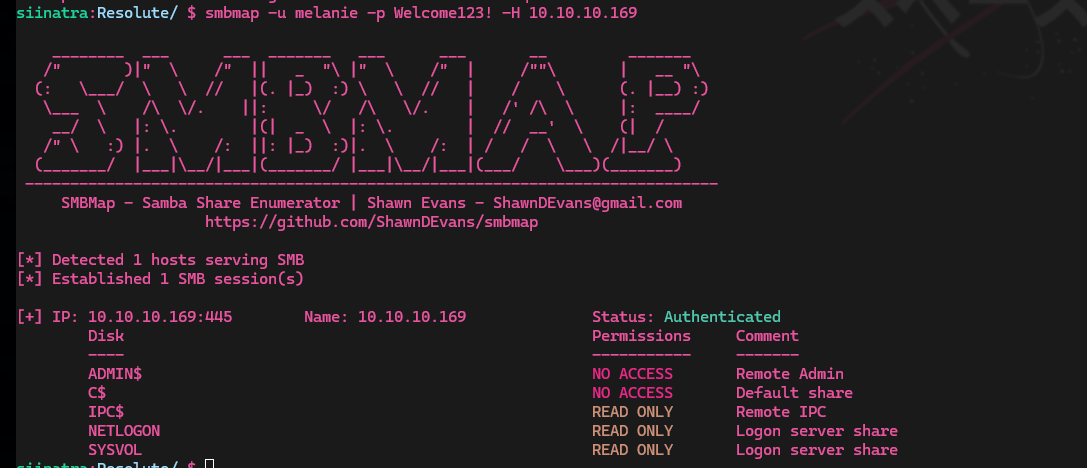 siinatra:Resolute/ $ smbmap -u melanie -p Welcome123! -H 10.10.10.169
SMBMAP
-----------------------------------------------------------------------------
SMBMap - Samba Share Enumerator | Shawn Evans - ShawnDEvans@gmail.com
https://github.com/ShawnDEvans/smbmap
[*] Detected 1 hosts serving SMB
[*] Established 1 SMB session(s)
[+] IP: 10.10.10.169:445 Name: 10.10.10.169 Status: Authenticated
Disk Permissions Comment
---- ----------- -------
ADMIN$ NO ACCESS Remote Admin
C$ NO ACCESS Default share
IPC$ READ ONLY Remote IPC
NETLOGON READ ONLY Logon server share
SYSVOL READ ONLY Logon server share
siinatra:Resolute/ $